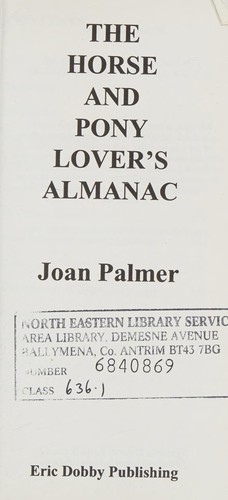 THE
HORSE
AND
PONY
LOVER'S
ALMANAC
Joan Palmer
NORTH EASTERN LIBRARY SERVIC
AREA LIBRARY, DEMESNE AVENUE
BALLYMENA, Co. ANTRIM BT43 7BG
NUMBER 6840869
CLASS 636.1
Eric Dobby Publishing